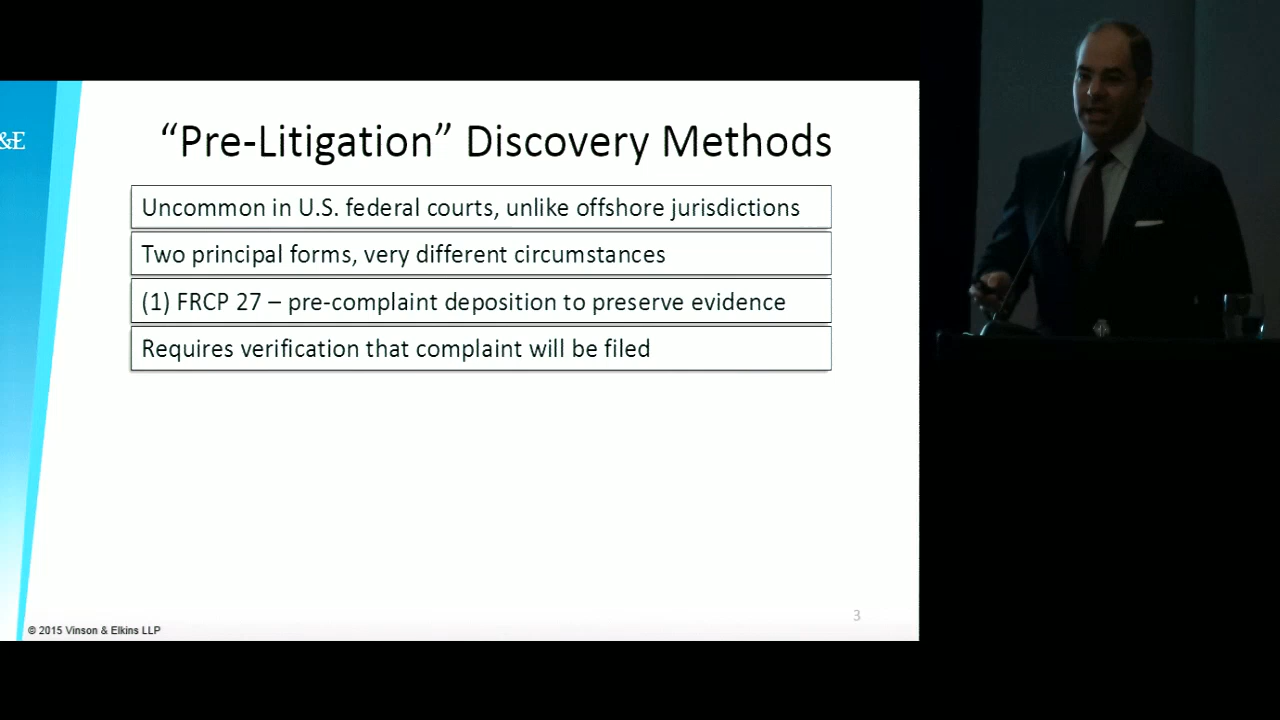 &E
“Pre-Litigation” Discovery Methods
Uncommon in U.S. federal courts, unlike offshore jurisdictions
Two principal forms, very different circumstances
(1) FRCP 27 – pre-complaint deposition to preserve evidence
Requires verification that complaint will be filed
3
© 2015 Vinson & Elkins LLP